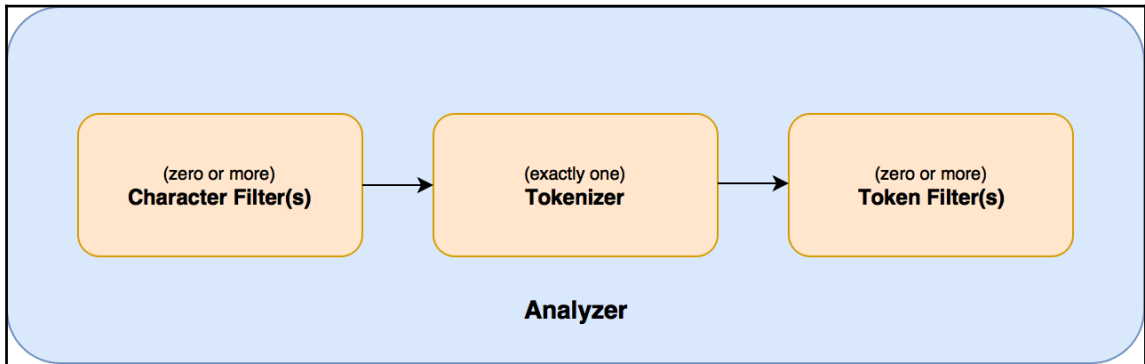 (zero or more)
Character Filter(s)
(exactly one)
Tokenizer
(zero or more)
Token Filter(s)
Analyzer